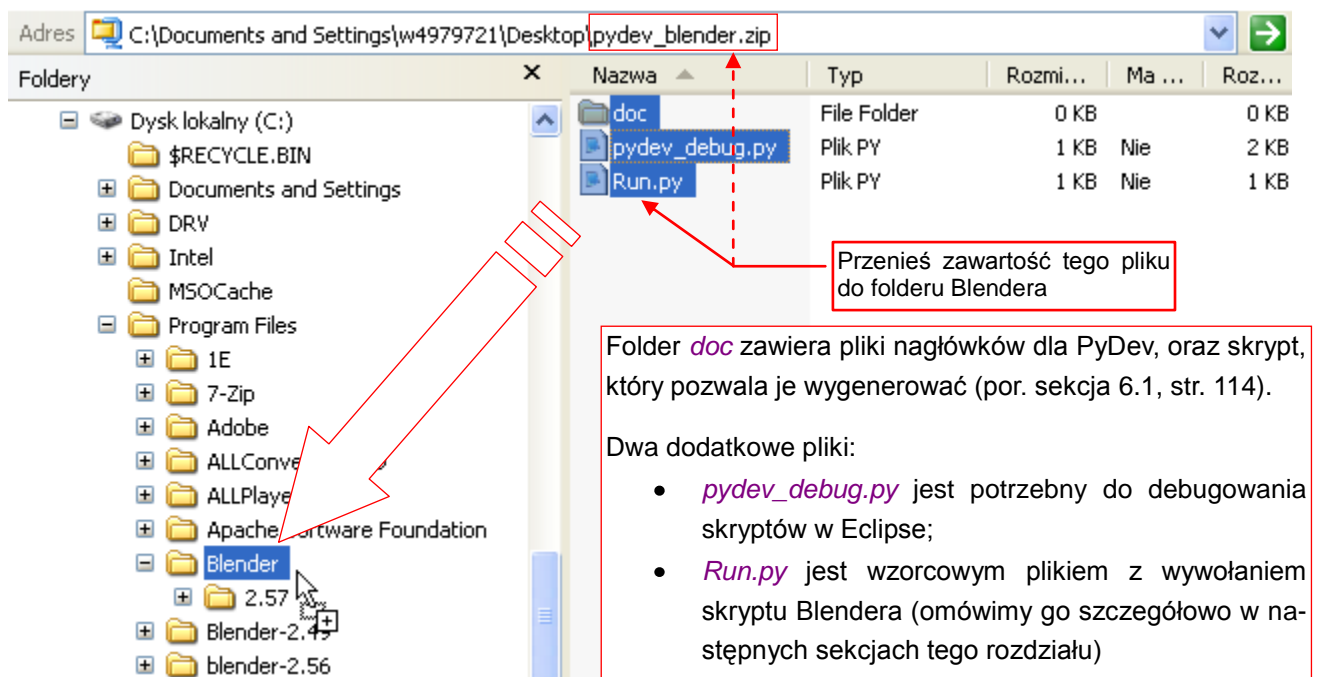 Adres C:\Documents and Settings\w4979721\Desktop\pydev_blender.zip
Foldery
Dysk lokalny (C:)
$RECYCLE.BIN
Documents and Settings
DRV
Intel
MSOCache
Program Files
1E
7-Zip
Adobe
ALLConve
ALLPlaye
Apache Software Foundation
Blender
2.57
Blender-2.49
blender-2.56
Nazwa Typ Rozmi... Ma ... Roz...
doc File Folder 0 KB 0 KB
pydev_debug.py Plik PY 1 KB Nie 2 KB
Run.py Plik PY 1 KB Nie 1 KB
Przenieś zawartość tego pliku
do folderu Blendera
Folder doc zawiera pliki nagłówków dla PyDev, oraz skrypt,
który pozwala je wygenerować (por. sekcja 6.1, str. 114).
Dwa dodatkowe pliki:
• pydev_debug.py jest potrzebny do debugowania
skryptów w Eclipse;
• Run.py jest wzorcowym plikiem z wywołaniem
skryptu Blendera (omówimy go szczegółowo w na-
stępnych sekcjach tego rozdziału)